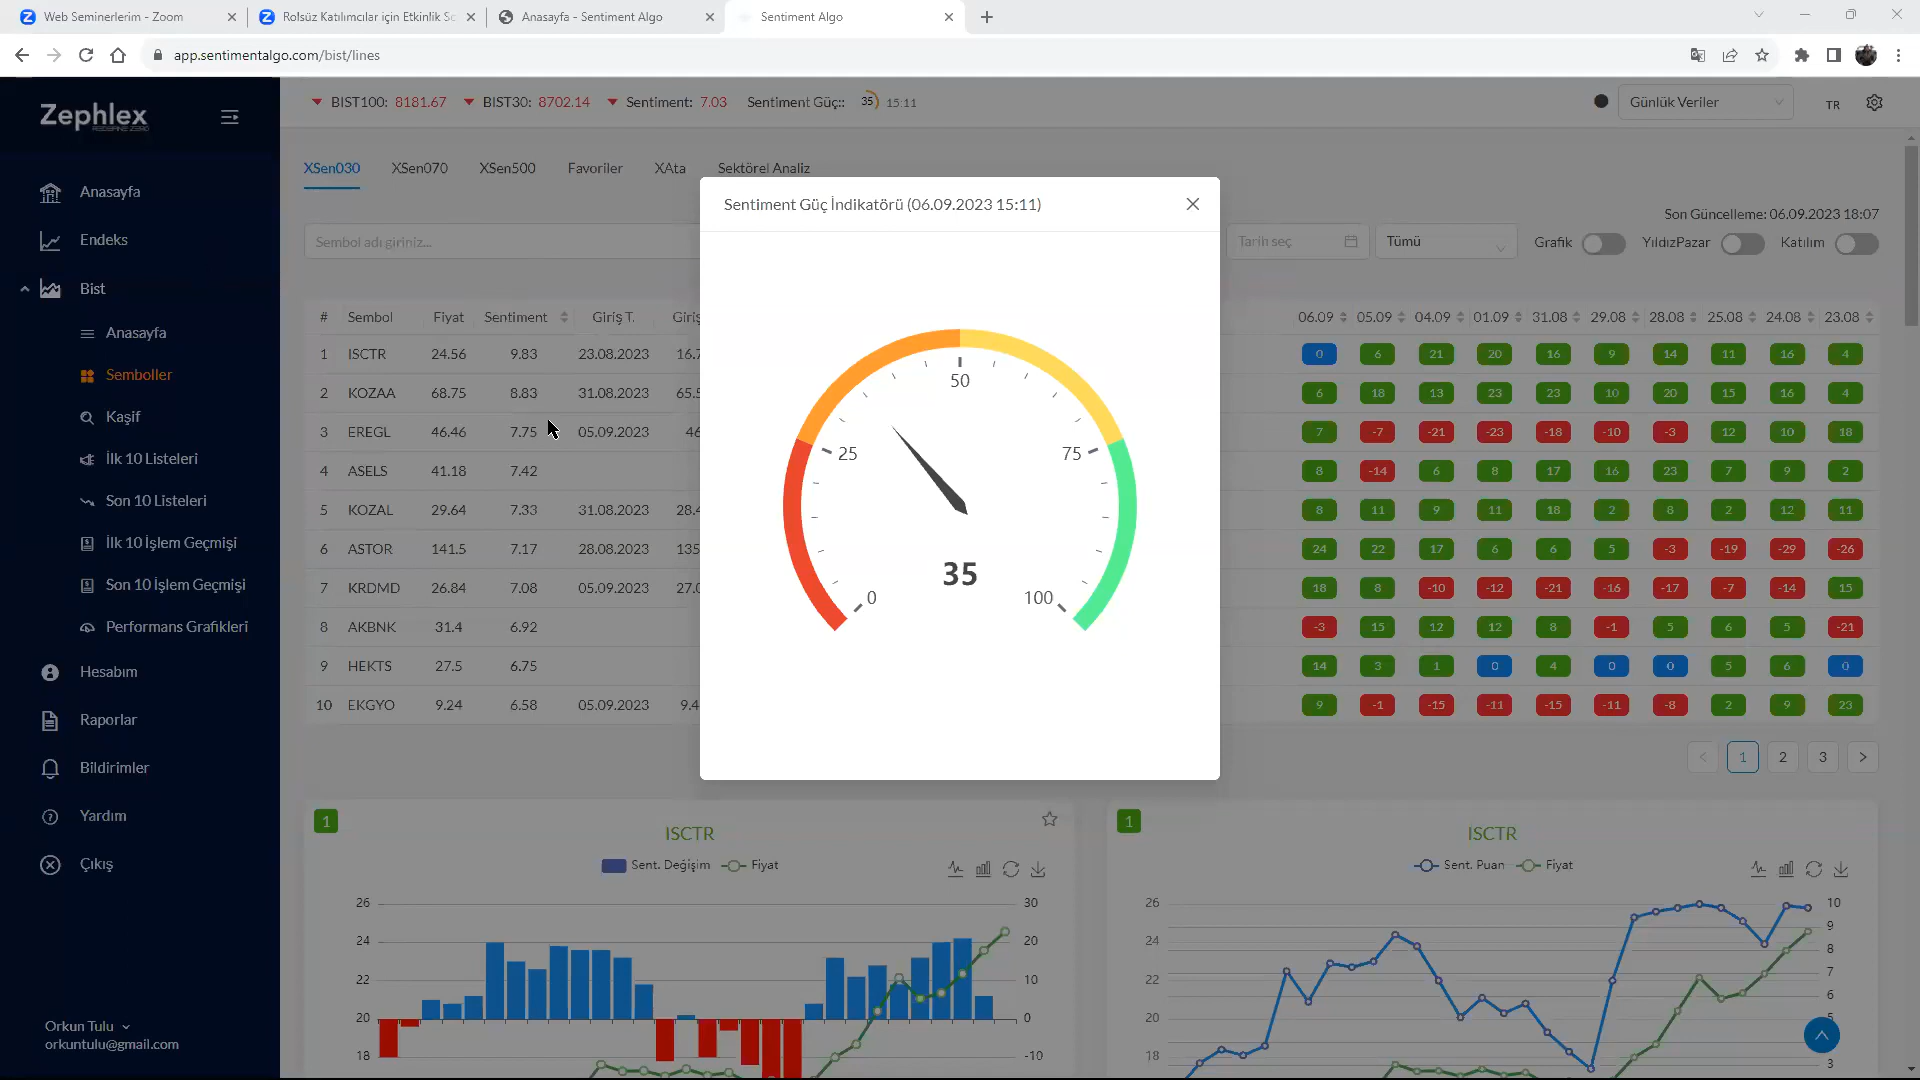 Web Seminerlerim - Zoom
Rolsüz Katılımcılar için Etkinlik Sc
Anasayfa - Sentiment Algo
Sentiment Algo
app.sentimentalgo.com/bist/lines
Zephlex
BIST100: 8181.67 BIST30: 8702.14 Sentiment: 7.03 Sentiment Güç:: 35 15:11
Günlük Veriler
TR
XSen030 XSen070 XSen500 Favoriler XAta Sektörel Analiz
Sentiment Güç İndikatörü (06.09.2023 15:11)
Son Güncelleme: 06.09.2023 18:07
Sembol adı giriniz...
Tarih seç
Tümü
Grafik
YıldızPazar
Katılım
Anasayfa
Endeks
Bist
Anasayfa
Semboller
Kaşif
İlk 10 Listeleri
Son 10 Listeleri
İlk 10 İşlem Geçmişi
Son 10 İşlem Geçmişi
Performans Grafikleri
Hesabım
Raporlar
Bildirimler
Yardım
Çıkış
Orkun Tulu
orkuntulu@gmail.com
# Sembol Fiyat Sentiment Giriş T. Giriş 06.09 05.09 04.09 01.09 31.08 29.08 28.08 25.08 24.08 23.08
1 ISCTR 24.56 9.83 23.08.2023 16.7 0 6 21 20 16 9 14 11 16 4
2 KOZAA 68.75 8.83 31.08.2023 65.5 6 18 13 23 23 10 20 15 16 4
3 EREGL 46.46 7.75 05.09.2023 46 7 -7 -21 -23 -18 -10 -3 12 10 18
4 ASELS 41.18 7.42 8 -14 6 8 17 16 23 7 9 2
5 KOZAL 29.64 7.33 31.08.2023 28.4 8 11 9 11 18 2 8 2 12 11
6 ASTOR 141.5 7.17 28.08.2023 135 24 22 17 6 6 5 -3 -19 -29 -26
7 KRDMD 26.84 7.08 05.09.2023 27.0 18 8 -10 -12 -21 -16 -17 -7 -14 15
8 AKBNK 31.4 6.92 -3 15 12 12 8 -1 5 6 5 -21
9 HEKTS 27.5 6.75 14 3 1 0 4 0 0 5 6 0
10 EKGYO 9.24 6.58 05.09.2023 9.4 9 -1 -15 -11 -15 -11 -8 2 9 23
0
25
50
75
100
35
< 1 2 3 >
1
ISCTR
Sent. Değişim Fiyat
26 30
24 20
22 10
20 0
18 -10
1
ISCTR
Sent. Puan Fiyat
26 10
9
24 8
22 7
6
20 5
18 3